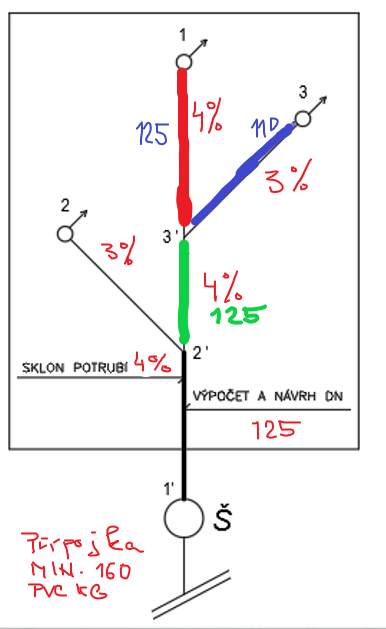 1
4%
125
3
110
3%
2
3%
3'
4%
125
2'
SKLON POTRUBÍ 4%
VÝPOČET A NÁVRH DN
125
1'
Š
Přípojka
MIN. 160
PVC KG